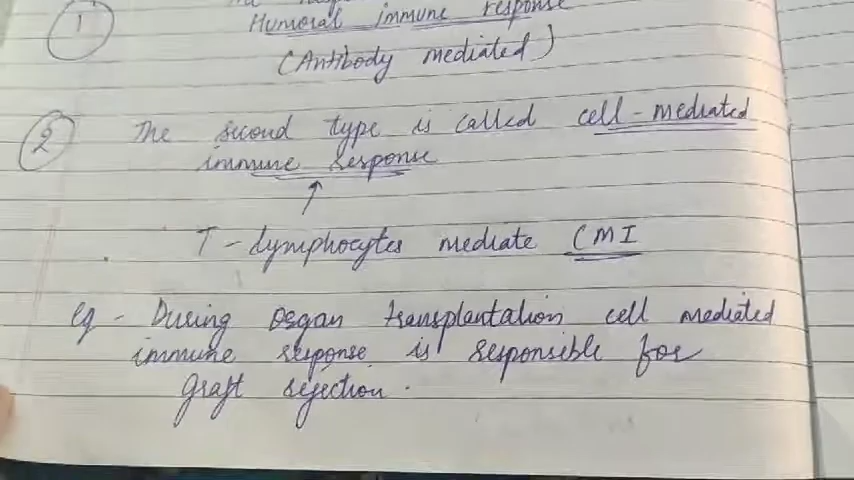 1
Humoral immune response
(Antibody mediated)
2 The second type is called cell-mediated
immune response
↑
T-lymphocytes mediate CMI
eg - During organ transplantation cell mediated
immune response is responsible for
graft rejection.